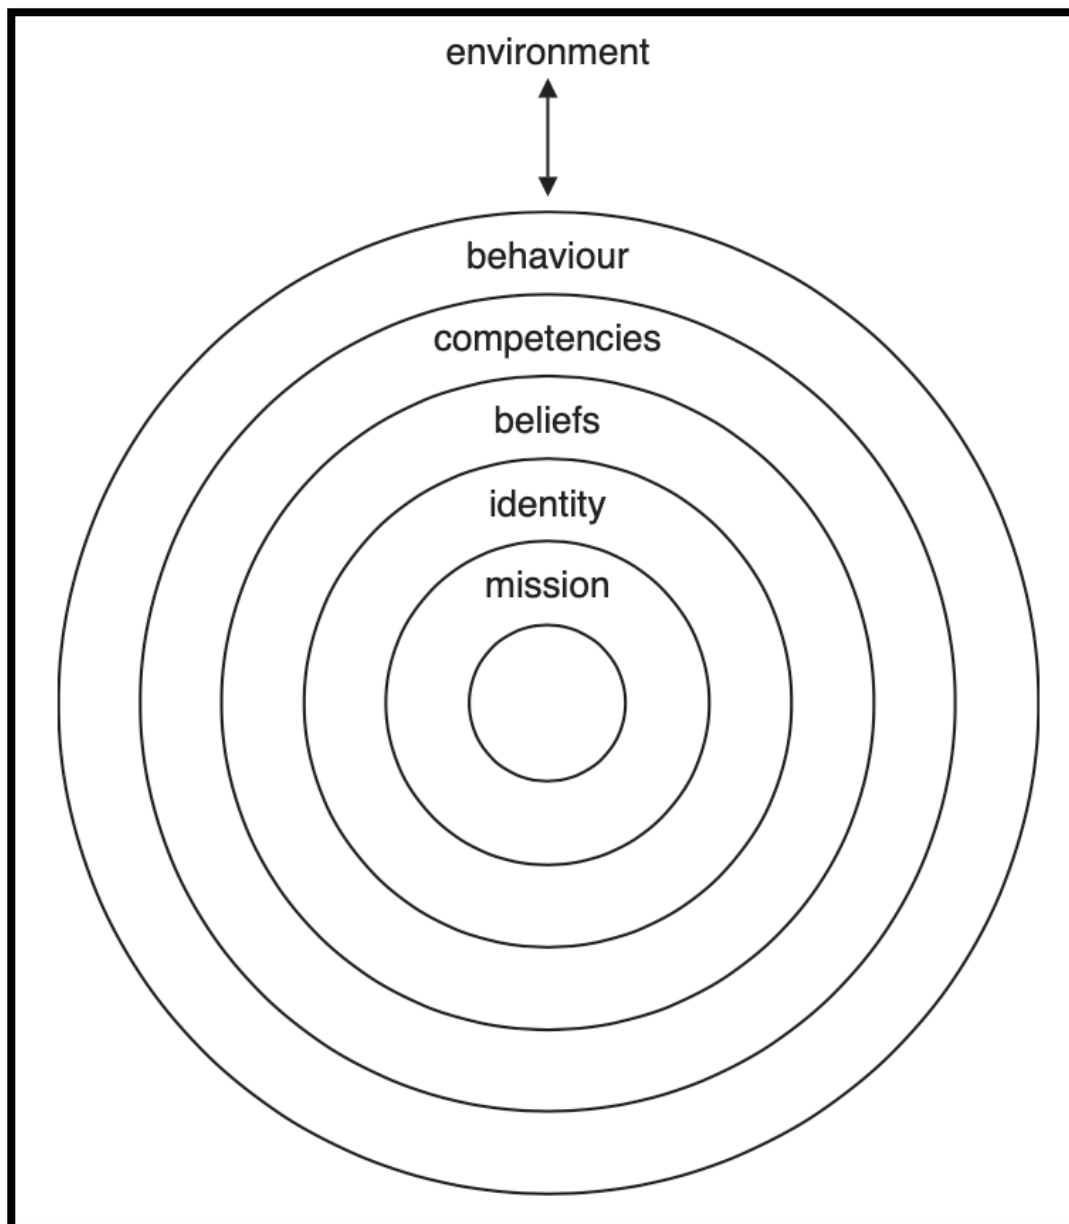 environment
behaviour
competencies
beliefs
identity
mission